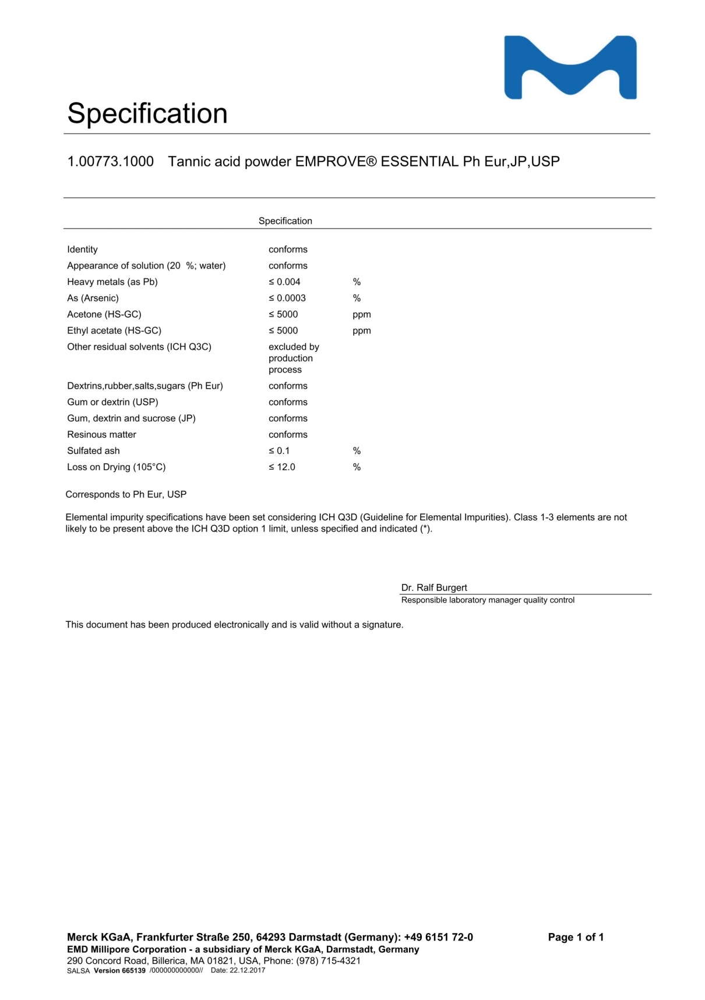 Specification
1.00773.1000 Tannic acid powder EMPROVE® ESSENTIAL Ph Eur,JP,USP
Specification
Identity conforms
Appearance of solution (20 %; water) conforms
Heavy metals (as Pb) ≤ 0.004 %
As (Arsenic) ≤ 0.0003 %
Acetone (HS-GC) ≤ 5000 ppm
Ethyl acetate (HS-GC) ≤ 5000 ppm
Other residual solvents (ICH Q3C) excluded by
production
process
Dextrins,rubber,salts,sugars (Ph Eur) conforms
Gum or dextrin (USP) conforms
Gum, dextrin and sucrose (JP) conforms
Resinous matter conforms
Sulfated ash ≤ 0.1 %
Loss on Drying (105°C) ≤ 12.0 %
Corresponds to Ph Eur, USP
Elemental impurity specifications have been set considering ICH Q3D (Guideline for Elemental Impurities). Class 1-3 elements are not
likely to be present above the ICH Q3D option 1 limit, unless specified and indicated (*).
Dr. Ralf Burgert
Responsible laboratory manager quality control
This document has been produced electronically and is valid without a signature.
Merck KGaA, Frankfurter Straße 250, 64293 Darmstadt (Germany): +49 6151 72-0 Page 1 of 1
EMD Millipore Corporation - a subsidiary of Merck KGaA, Darmstadt, Germany
290 Concord Road, Billerica, MA 01821, USA, Phone: (978) 715-4321
SALSA Version 665139 /000000000000// Date: 22.12.2017